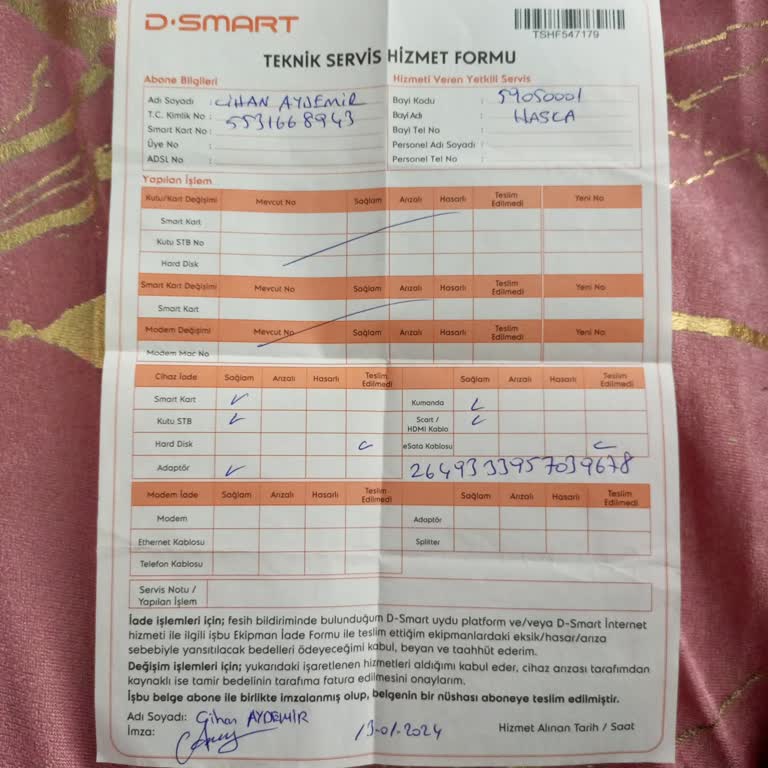 D·SMART
TSHF547179
TEKNİK SERVİS HİZMET FORMU
Abone Bilgileri Hizmeti Veren Yetkili Servis
Adı Soyadı : CİHAN AYDEMİR Bayi Kodu : 59050001
T.C. Kimlik No : 5531668943 Bayi Adı : HASCA
Smart Kart No : Bayi Tel No :
Üye No : Personel Adı Soyadı :
ADSL No : Personel Tel No :
Yapılan İşlem
Kutu/Kart Değişimi Mevcut No Sağlam Arızalı Hasarlı Teslim Edilmedi Yeni No
Smart Kart
Kutu STB No
Hard Disk
Smart Kart Değişimi Mevcut No Sağlam Arızalı Hasarlı Teslim Edilmedi Yeni No
Smart Kart
Modem Değişimi Mevcut No Sağlam Arızalı Hasarlı Teslim Edilmedi Yeni No
Modem Mac No
Cihaz İade Sağlam Arızalı Hasarlı Teslim Edilmedi Sağlam Arızalı Hasarlı Teslim Edilmedi
Smart Kart ✓ Kumanda ✓
Kutu STB ✓ Scart / HDMI Kablo ✓
Hard Disk ✓ eSata Kablosu ✓
Adaptör ✓ 2649333957039678
Modem İade Sağlam Arızalı Hasarlı Teslim Edilmedi Sağlam Arızalı Hasarlı Teslim Edilmedi
Modem Adaptör
Ethernet Kablosu Splitter
Telefon Kablosu
Servis Notu /
Yapılan İşlem
İade işlemleri için; fesih bildiriminde bulunduğum D-Smart uydu platform ve/veya D-Smart İnternet
hizmeti ile ilgili işbu Ekipman İade Formu ile teslim ettiğim ekipmanlardaki eksik/hasar/arıza
sebebiyle yansıtılacak bedelleri ödeyeceğimi kabul, beyan ve taahhüt ederim.
Değişim işlemleri için; yukarıdaki işaretlenen hizmetleri aldığımı kabul eder, cihaz arızası tarafımdan
kaynaklı ise tamir bedelinin tarafıma fatura edilmesini onaylarım.
İşbu belge abone ile birlikte imzalanmış olup, belgenin bir nüshası aboneye teslim edilmiştir.
Adı Soyadı: Cihan AYDEMİR
İmza: 13-01-2024 Hizmet Alınan Tarih / Saat